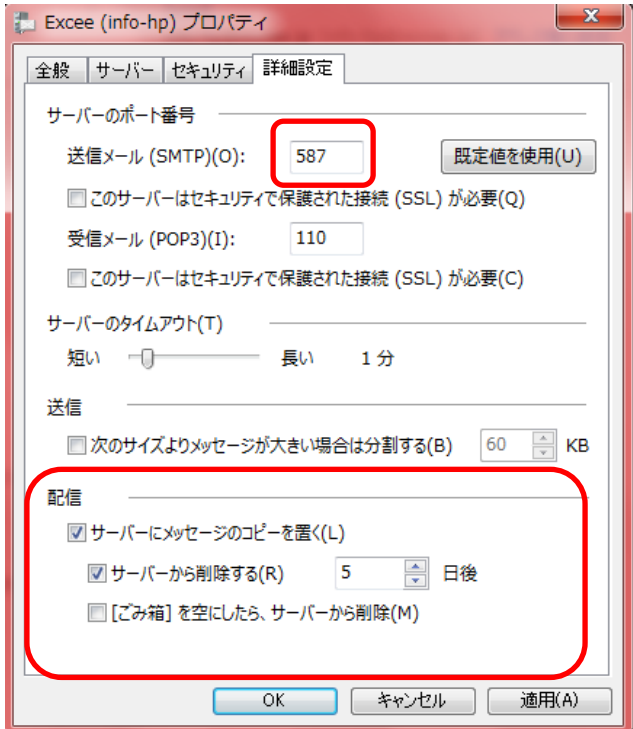 Excee (info-hp) プロパティ
全般 サーバー セキュリティ 詳細設定
サーバーのポート番号
送信メール (SMTP)(O): 587 既定値を使用(U)
このサーバーはセキュリティで保護された接続 (SSL) が必要(Q)
受信メール (POP3)(I): 110
このサーバーはセキュリティで保護された接続 (SSL) が必要(C)
サーバーのタイムアウト(T)
短い 長い 1 分
送信
次のサイズよりメッセージが大きい場合は分割する(B) 60 KB
配信
サーバーにメッセージのコピーを置く(L)
サーバーから削除する(R) 5 日後
[ごみ箱] を空にしたら、サーバーから削除(M)
OK キャンセル 適用(A)